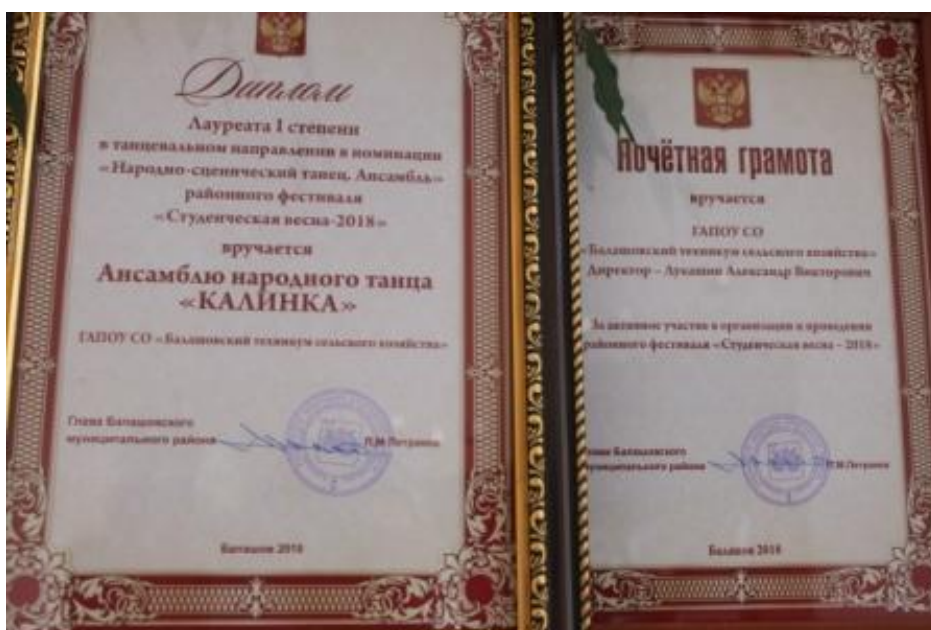 Диплом
Лауреата I степени
в танцевальном направлении в номинации
«Народно-сценический танец. Ансамбль»
районного фестиваля
«Студенческая весна-2018»
вручается
Ансамблю народного танца
«КАЛИНКА»
ГАПОУ СО «Балашовский техникум сельского хозяйства»
Глава Балашовского
муниципального района
П.М.Петраков
Балашов 2018
Почётная грамота
вручается
ГАПОУ СО
«Балашовский техникум сельского хозяйства»
Директор – Лукашин Александр Викторович
За активное участие в организации и проведении
районного фестиваля «Студенческая весна – 2018»
Глава Балашовского
муниципального района
П.М.Петраков
Балашов 2018